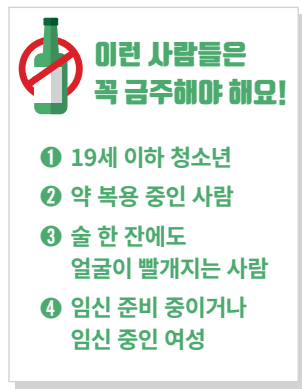 이런 사람들은
꼭 금주해야 해요!
❶ 19세 이하 청소년
❷ 약 복용 중인 사람
❸ 술 한 잔에도
얼굴이 빨개지는 사람
❹ 임신 준비 중이거나
임신 중인 여성